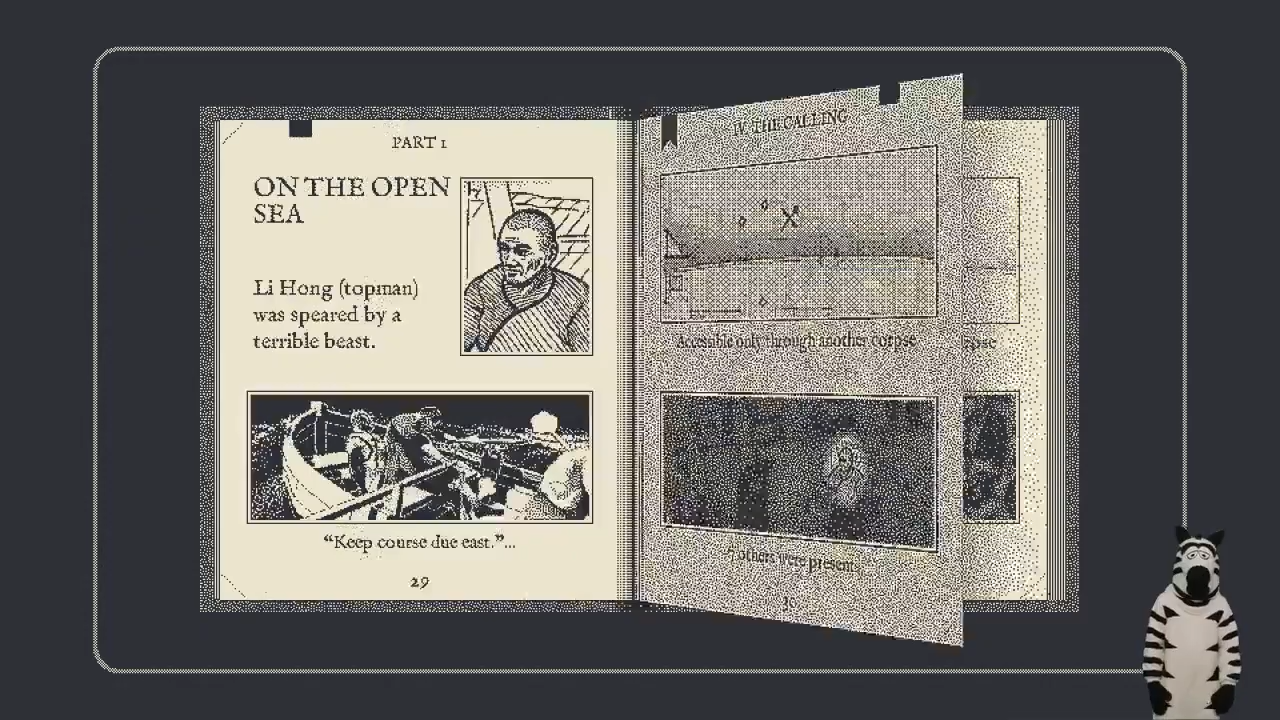 PART 1
ON THE OPEN
SEA
Li Hong (topman)
was speared by a
terrible beast.
“Keep course due east.”...
29
IV. THE CALLING
Accessible only through another corpse
others were present